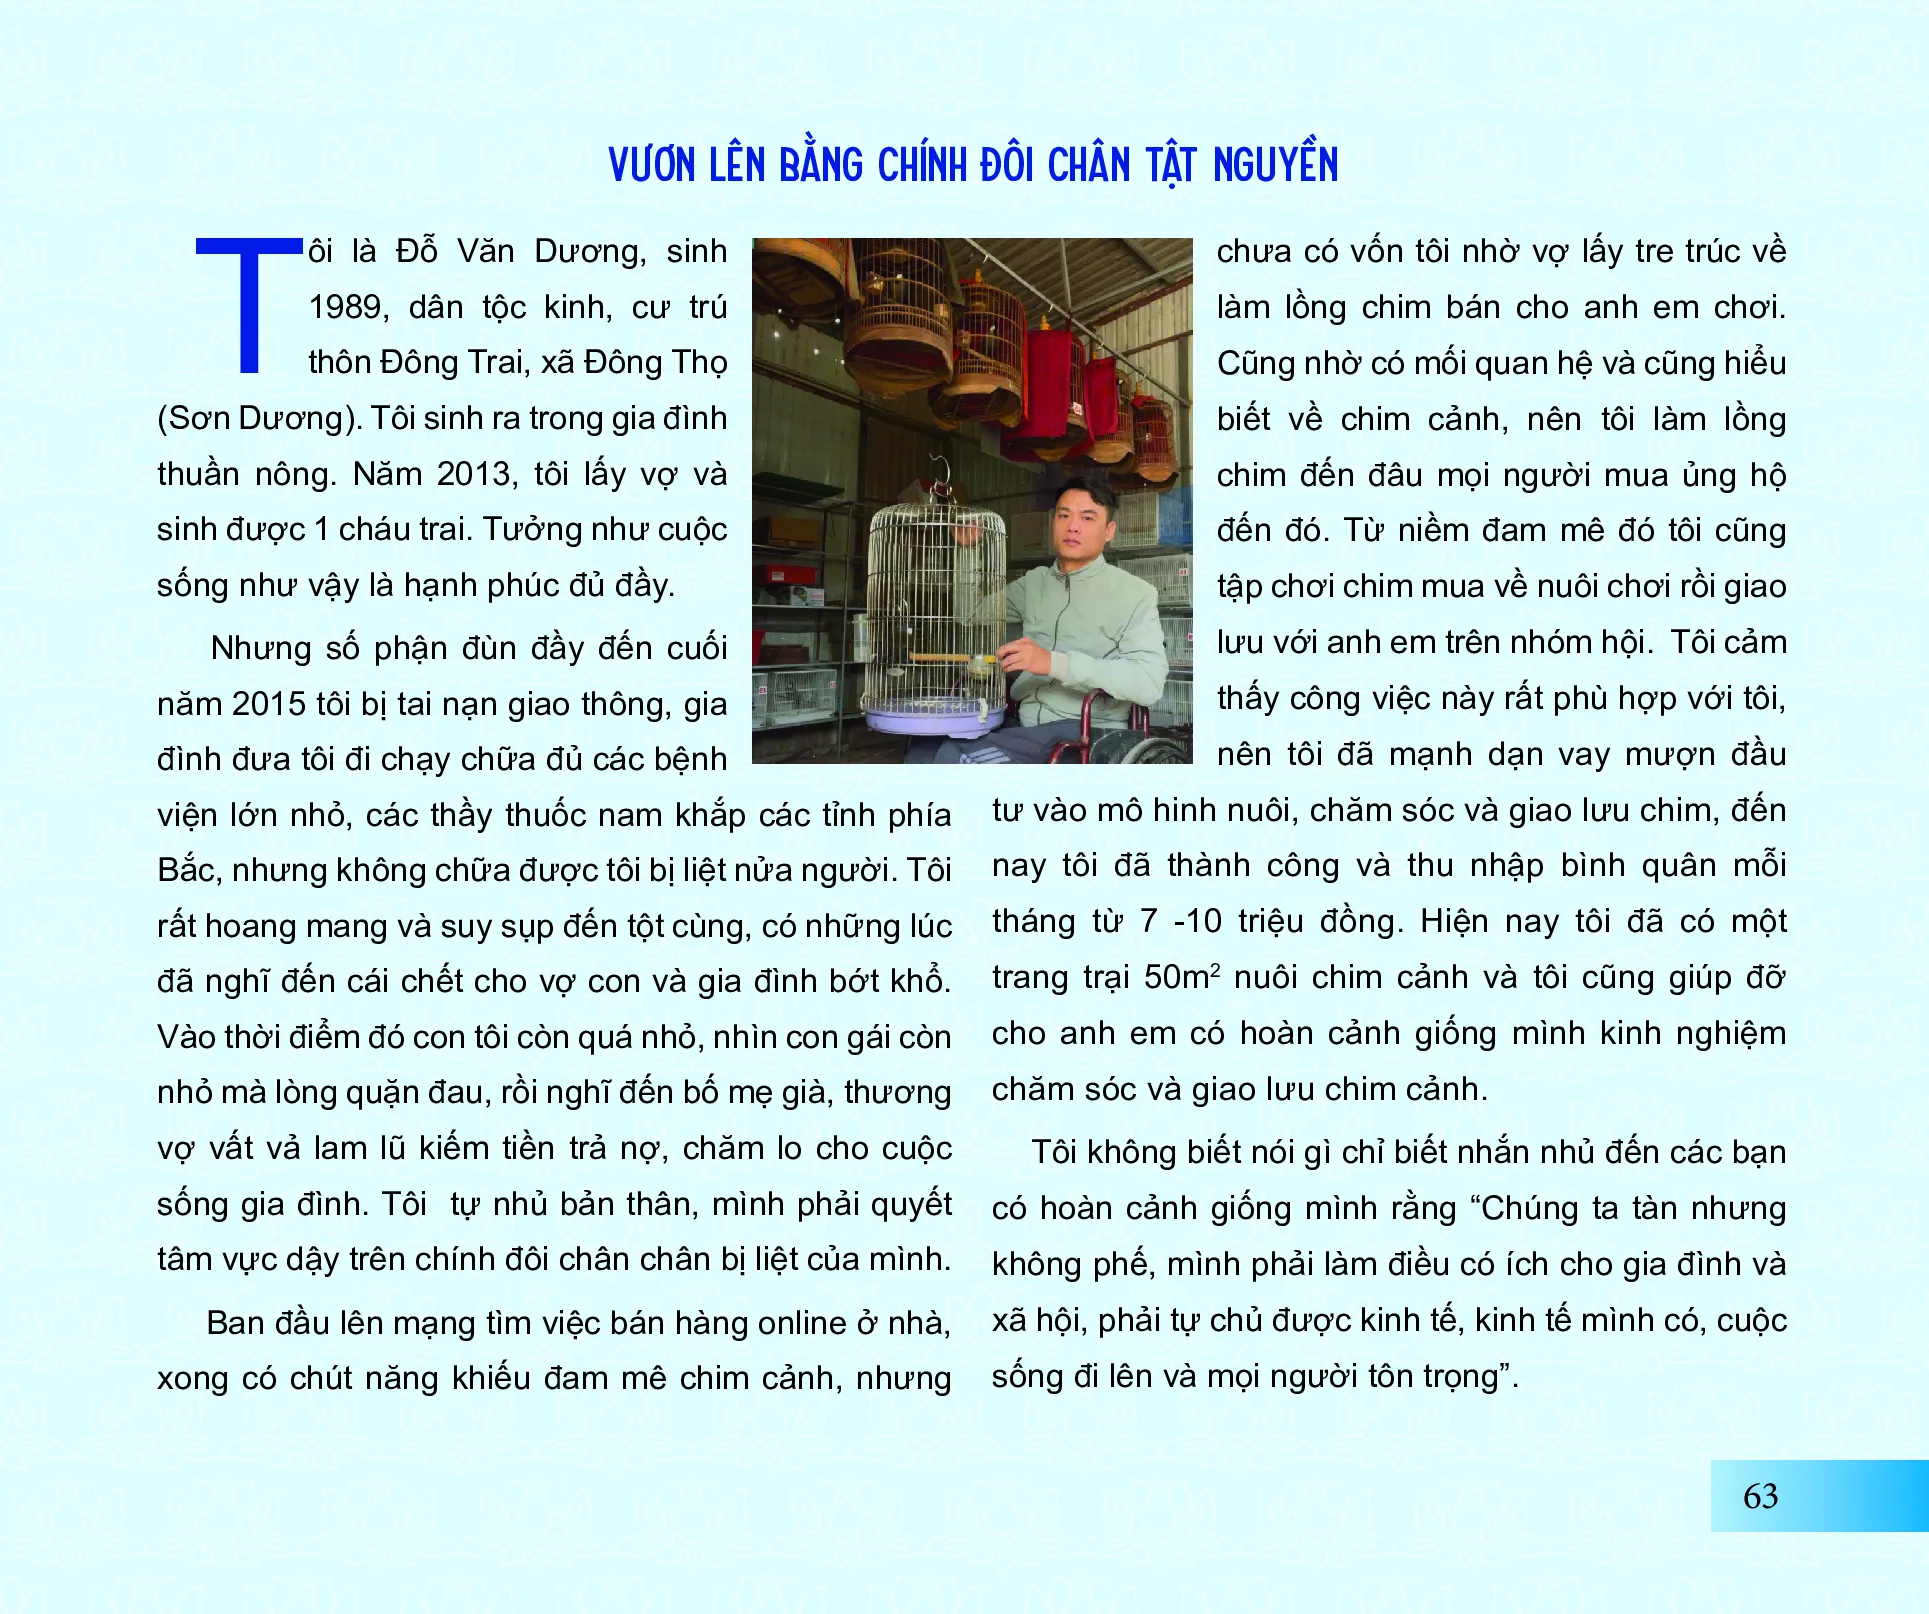 VƯƠN LÊN BẰNG CHÍNH ĐÔI CHÂN TẬT NGUYỀN
Tôi là Đỗ Văn Dương, sinh
1989, dân tộc kinh, cư trú
thôn Đông Trai, xã Đông Thọ
(Sơn Dương). Tôi sinh ra trong gia đình
thuần nông. Năm 2013, tôi lấy vợ và
sinh được 1 cháu trai. Tưởng như cuộc
sống như vậy là hạnh phúc đủ đầy.
Nhưng số phận đùn đầy đến cuối
năm 2015 tôi bị tai nạn giao thông, gia
đình đưa tôi đi chạy chữa đủ các bệnh
viện lớn nhỏ, các thầy thuốc nam khắp các tỉnh phía
Bắc, nhưng không chữa được tôi bị liệt nửa người. Tôi
rất hoang mang và suy sụp đến tột cùng, có những lúc
đã nghĩ đến cái chết cho vợ con và gia đình bớt khổ.
Vào thời điểm đó con tôi còn quá nhỏ, nhìn con gái còn
nhỏ mà lòng quặn đau, rồi nghĩ đến bố mẹ già, thương
vợ vất vả lam lũ kiếm tiền trả nợ, chăm lo cho cuộc
sống gia đình. Tôi  tự nhủ bản thân, mình phải quyết
tâm vực dậy trên chính đôi chân chân bị liệt của mình.
Ban đầu lên mạng tìm việc bán hàng online ở nhà,
xong có chút năng khiếu đam mê chim cảnh, nhưng
chưa có vốn tôi nhờ vợ lấy tre trúc về
làm lồng chim bán cho anh em chơi.
Cũng nhờ có mối quan hệ và cũng hiểu
biết về chim cảnh, nên tôi làm lồng
chim đến đâu mọi người mua ủng hộ
đến đó. Từ niềm đam mê đó tôi cũng
tập chơi chim mua về nuôi chơi rồi giao
lưu với anh em trên nhóm hội.  Tôi cảm
thấy công việc này rất phù hợp với tôi,
nên tôi đã mạnh dạn vay mượn đầu
tư vào mô hinh nuôi, chăm sóc và giao lưu chim, đến
nay tôi đã thành công và thu nhập bình quân mỗi
tháng từ 7 -10 triệu đồng. Hiện nay tôi đã có một
trang trại 50m² nuôi chim cảnh và tôi cũng giúp đỡ
cho anh em có hoàn cảnh giống mình kinh nghiệm
chăm sóc và giao lưu chim cảnh.
Tôi không biết nói gì chỉ biết nhắn nhủ đến các bạn
có hoàn cảnh giống mình rằng “Chúng ta tàn nhưng
không phế, mình phải làm điều có ích cho gia đình và
xã hội, phải tự chủ được kinh tế, kinh tế mình có, cuộc
sống đi lên và mọi người tôn trọng”.
63